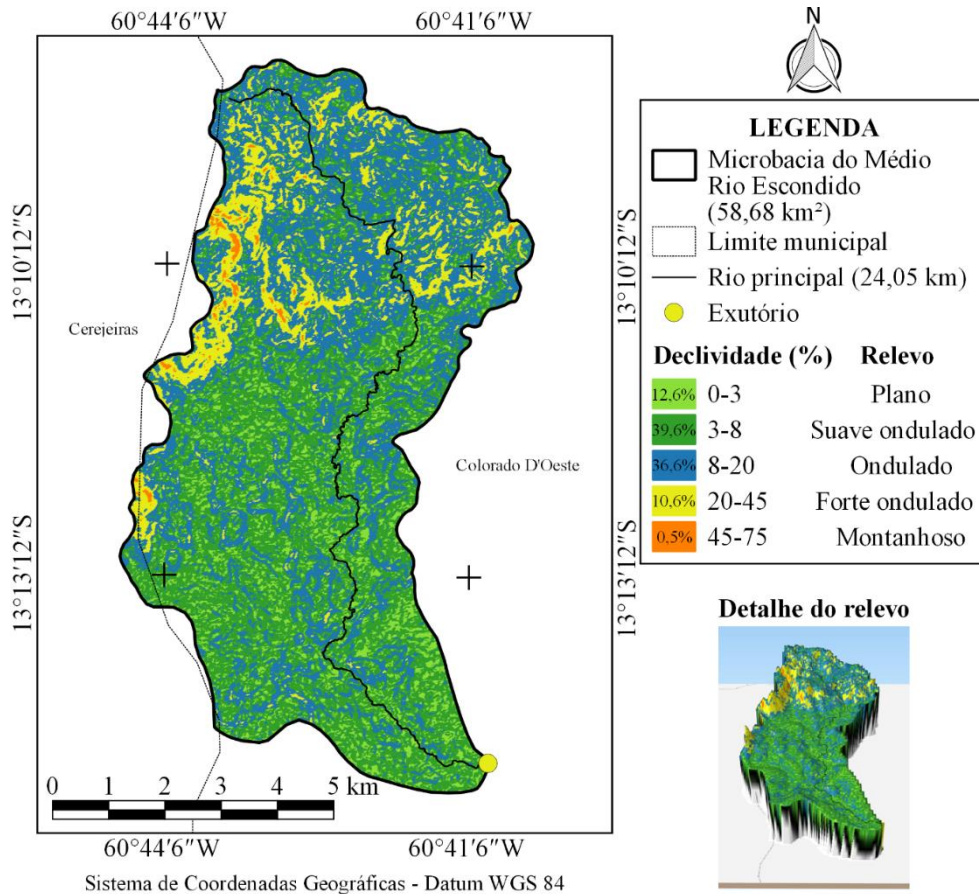 60°44'6"W
60°41'6"W
N
13°10'12"S
13°10'12"S
Cerejeiras
Colorado D'Oeste
13°13'12"S
13°13'12"S
0 1 2 3 4 5 km
60°44'6"W
60°41'6"W
Sistema de Coordenadas Geográficas - Datum WGS 84
LEGENDA
Microbacia do Médio
Rio Escondido
(58,68 km²)
Limite municipal
Rio principal (24,05 km)
Exutório
Declividade (%) Relevo
12,6% 0-3 Plano
39,6% 3-8 Suave ondulado
36,6% 8-20 Ondulado
10,6% 20-45 Forte ondulado
0,5% 45-75 Montanhoso
Detalhe do relevo